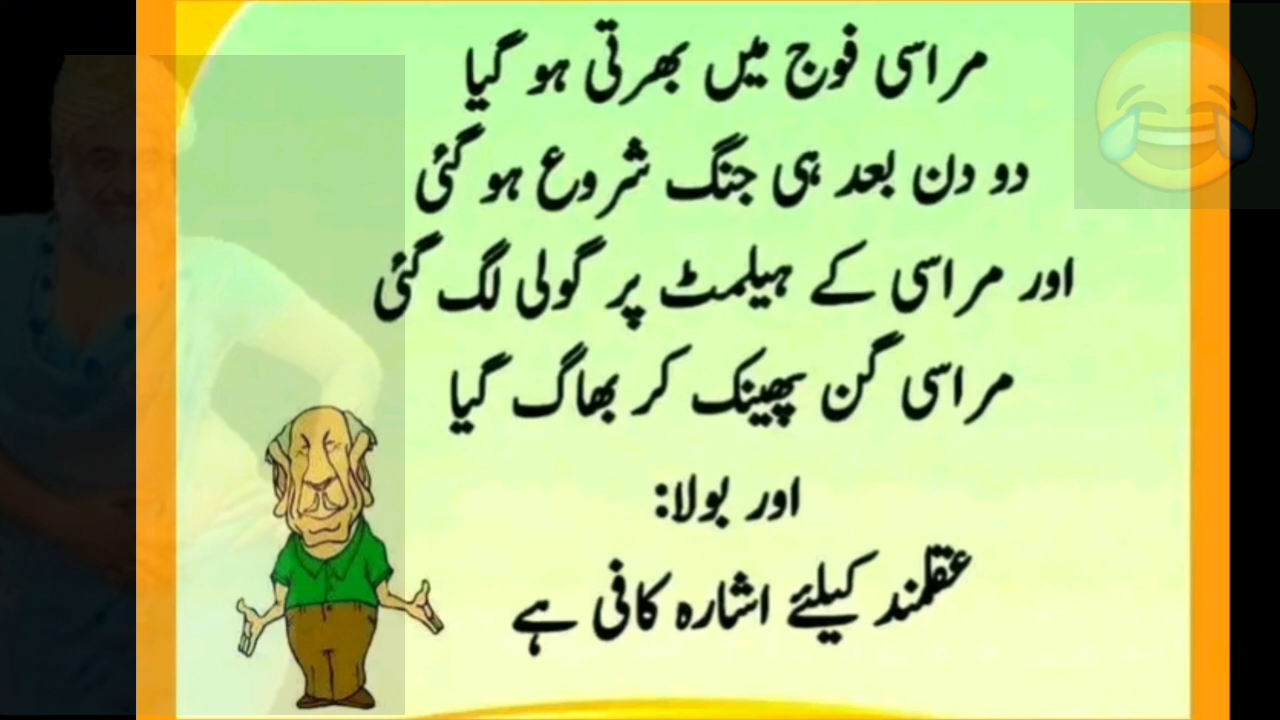 مراسی فوج میں بھرتی ہو گیا
دو دن بعد ہی جنگ شروع ہو گئی
اور مراسی کے ہیلمٹ پر گولی لگ گئی
مراسی گن پھینک کر بھاگ گیا
اور بولا:
عقلمند کیلئے اشارہ کافی ہے